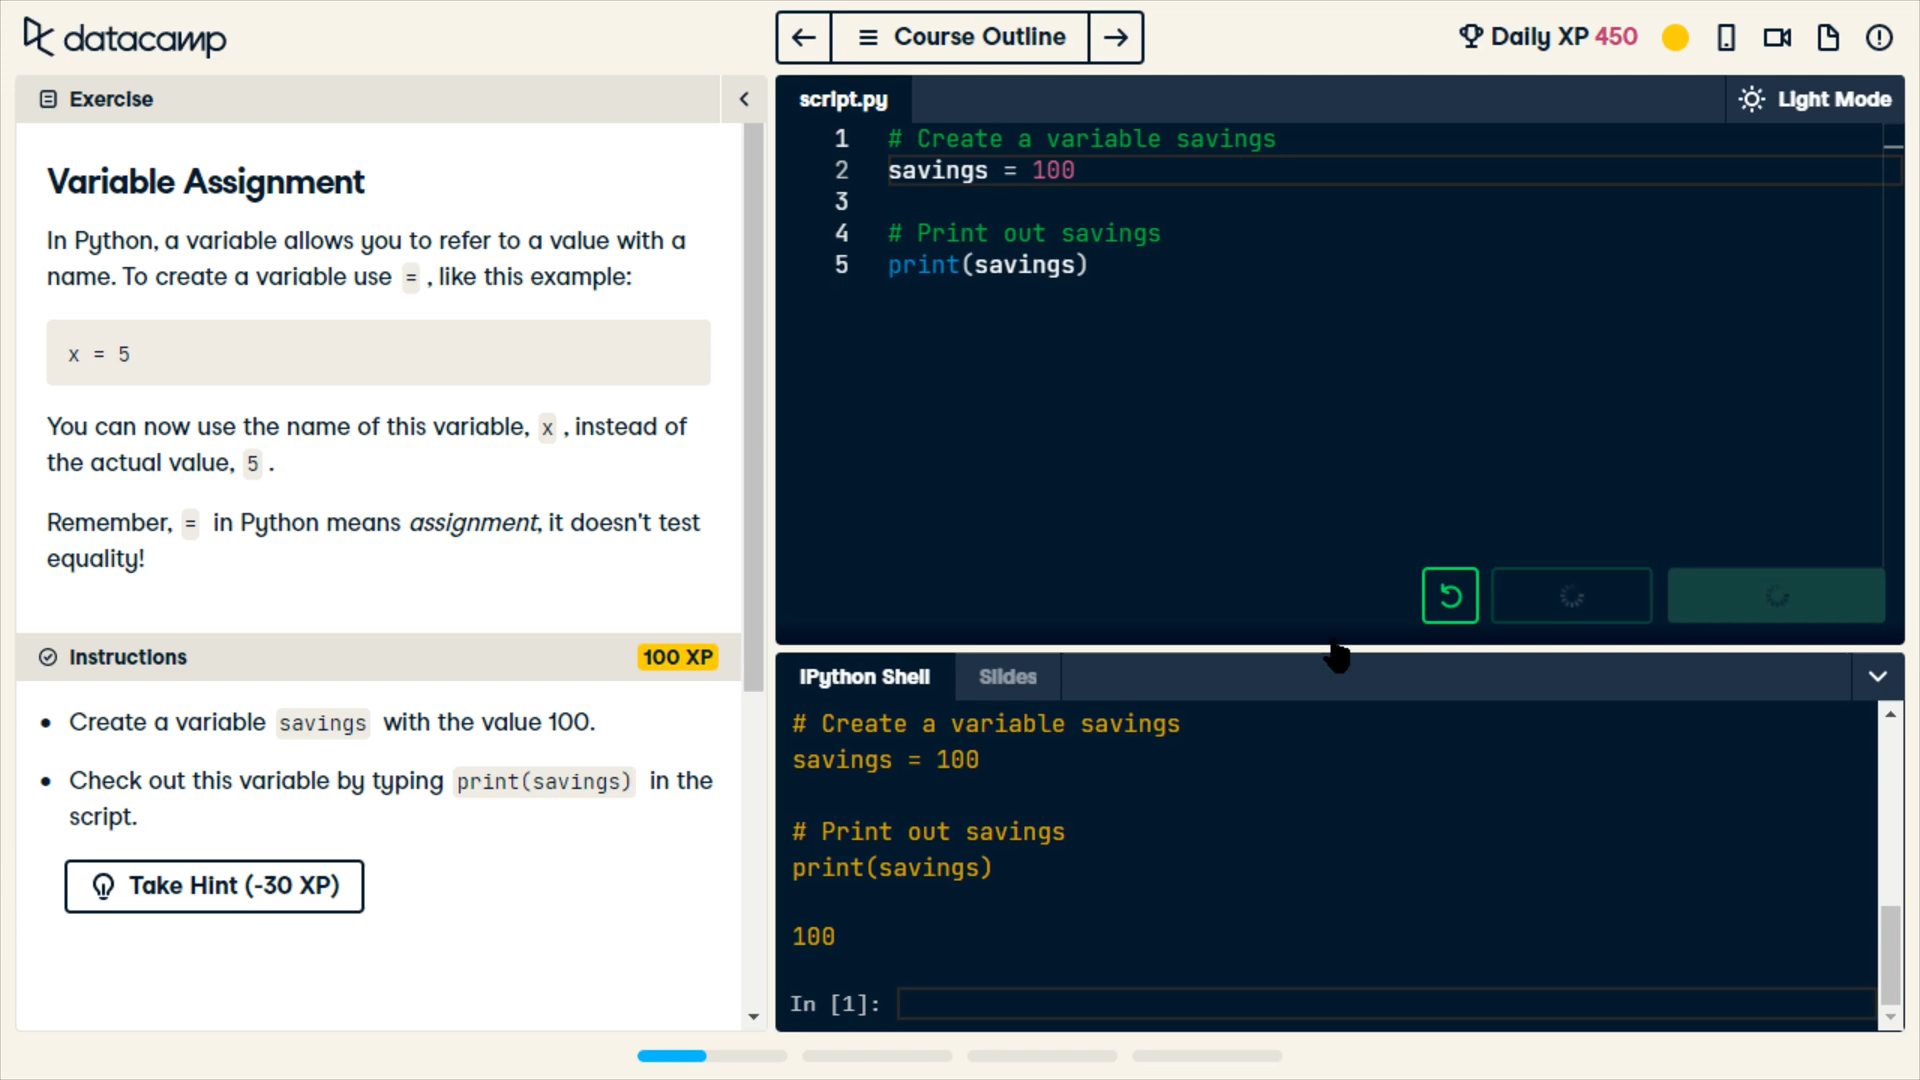 datacamp
Course Outline
Daily XP 450
Exercise
script.py
Light Mode
Variable Assignment
In Python, a variable allows you to refer to a value with a
name. To create a variable use = , like this example:
x = 5
You can now use the name of this variable, x , instead of
the actual value, 5 .
Remember, = in Python means assignment, it doesn't test
equality!
Instructions
100 XP
Create a variable savings with the value 100.
Check out this variable by typing print(savings) in the
script.
Take Hint (-30 XP)
1 # Create a variable savings
2 savings = 100
3
4 # Print out savings
5 print(savings)
IPython Shell
Slides
# Create a variable savings
savings = 100
# Print out savings
print(savings)
100
In [1]: